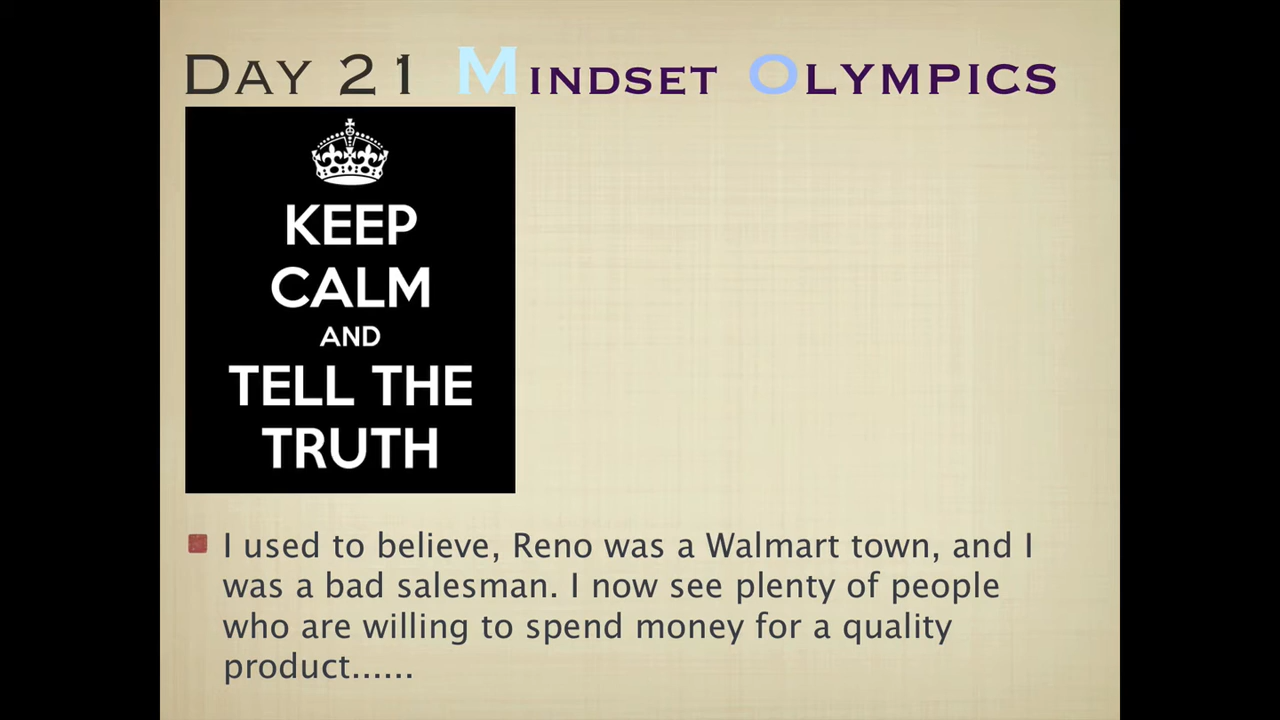 DAY 21 MINDSET OLYMPICS
KEEP
CALM
AND
TELL THE
TRUTH
I used to believe, Reno was a Walmart town, and I
was a bad salesman. I now see plenty of people
who are willing to spend money for a quality
product......